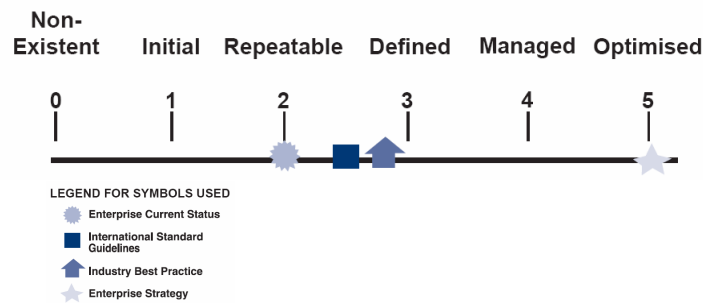 Non-
Existent Initial Repeatable Defined Managed Optimised
0 1 2 3 4 5
LEGEND FOR SYMBOLS USED
Enterprise Current Status
International Standard
Guidelines
Industry Best Practice
Enterprise Strategy